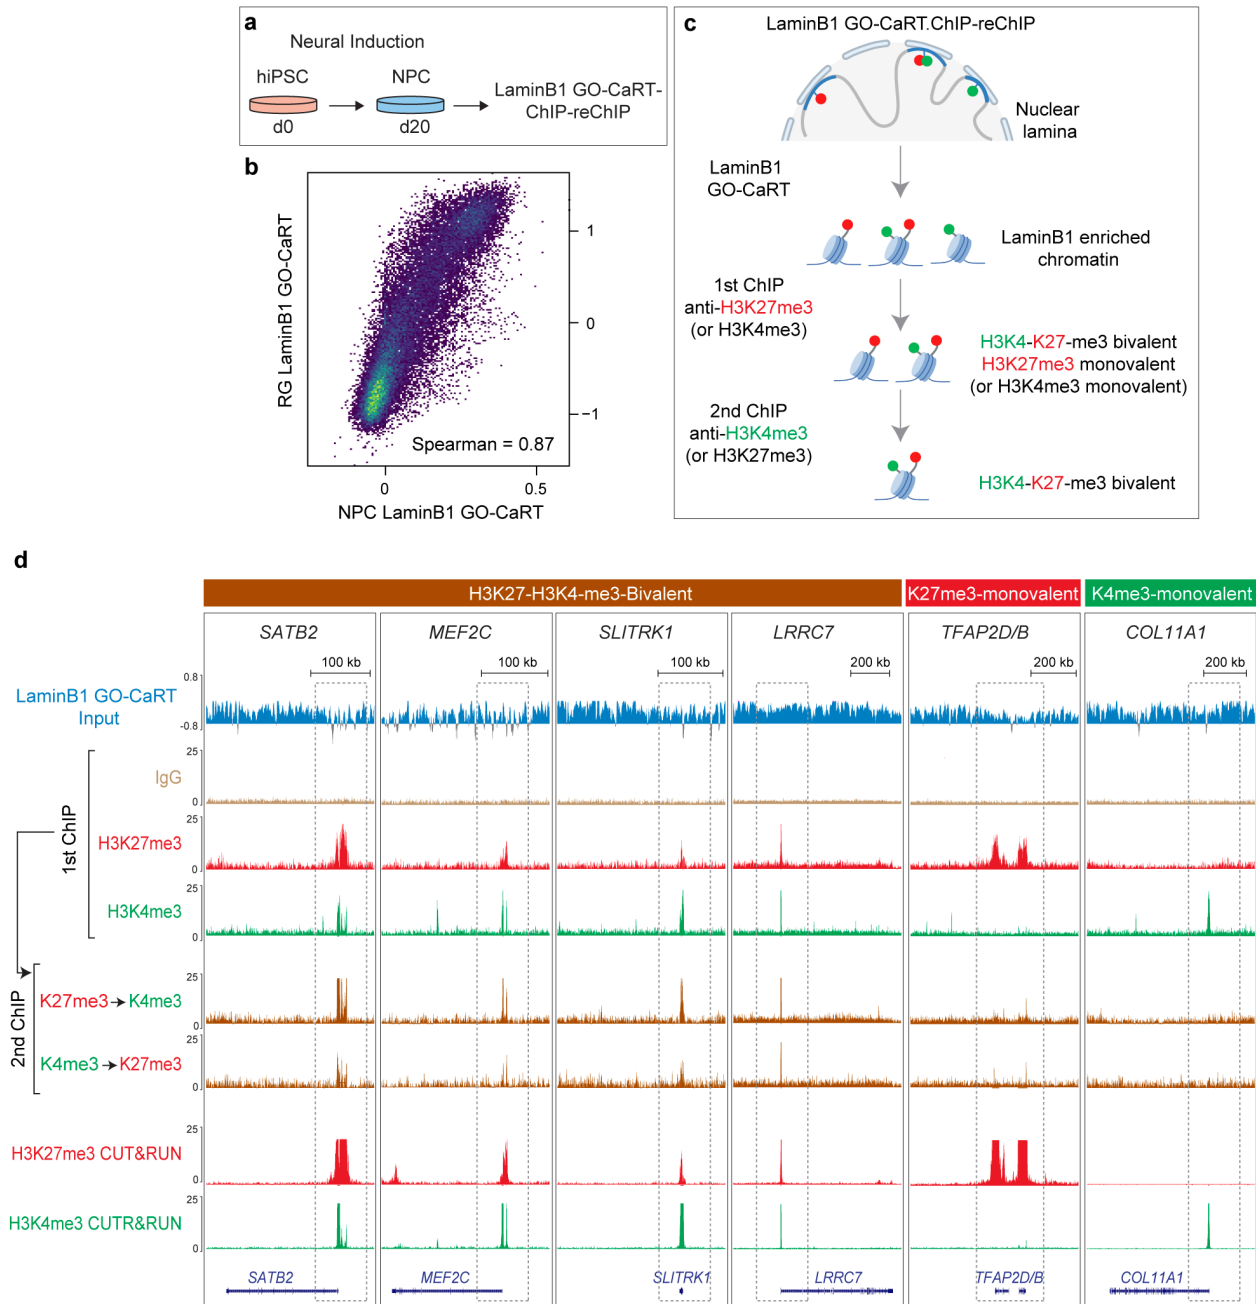 a
Neural Induction
hiPSC
NPC
d0
d20
LaminB1 GO-CaRT-
ChIP-reChIP
b
RG LaminB1 GO-CaRT
1
0
−1
Spearman = 0.87
0
0.5
NPC LaminB1 GO-CaRT
c
LaminB1 GO-CaRT.ChIP-reChIP
Nuclear
lamina
LaminB1
GO-CaRT
LaminB1 enriched
chromatin
1st ChIP
anti-H3K27me3
(or H3K4me3)
H3K4-K27-me3 bivalent
H3K27me3 monovalent
(or H3K4me3 monovalent)
2nd ChIP
anti-H3K4me3
(or H3K27me3)
H3K4-K27-me3 bivalent
d
H3K27-H3K4-me3-Bivalent
K27me3-monovalent
K4me3-monovalent
SATB2
MEF2C
SLITRK1
LRRC7
TFAP2D/B
COL11A1
100 kb
100 kb
100 kb
200 kb
200 kb
200 kb
LaminB1 GO-CaRT
Input
0.8
-0.8
1st ChIP
IgG
25
0
H3K27me3
25
0
H3K4me3
25
0
2nd ChIP
K27me3
K4me3
25
0
K4me3
K27me3
25
0
H3K27me3 CUT&RUN
25
0
H3K4me3 CUTR&RUN
25
0
SATB2
MEF2C
SLITRK1
LRRC7
TFAP2D/B
COL11A1